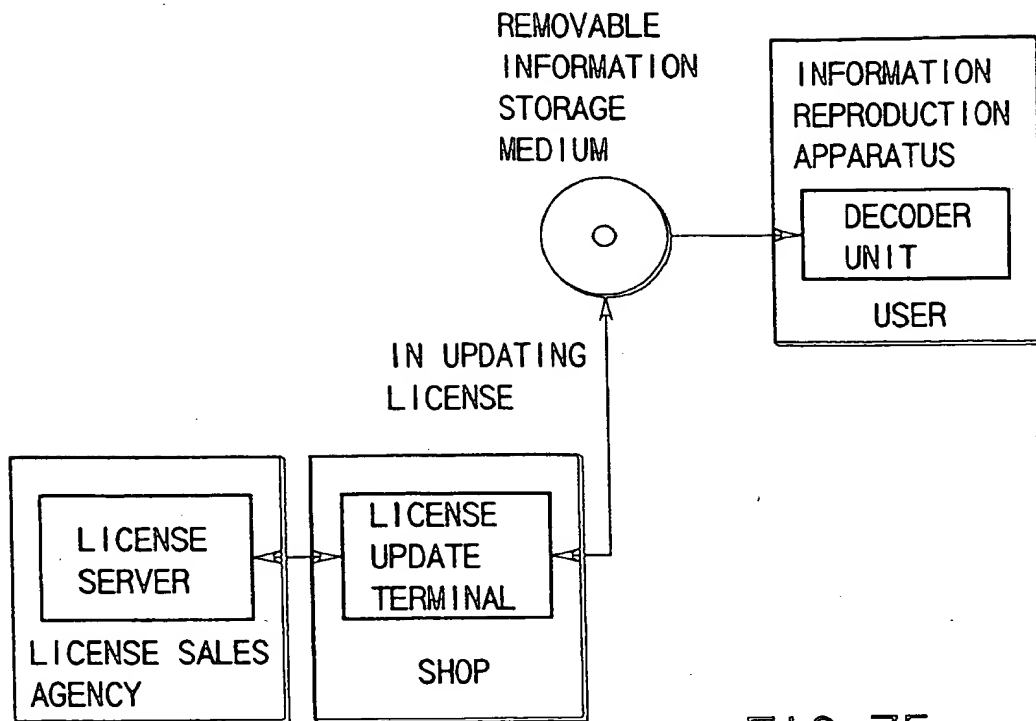 REMOVABLE
INFORMATION
STORAGE
MEDIUM
INFORMATION
REPRODUCTION
APPARATUS
DECODER
UNIT
USER
IN UPDATING
LICENSE
LICENSE
SERVER
LICENSE SALES
AGENCY
LICENSE
UPDATE
TERMINAL
SHOP